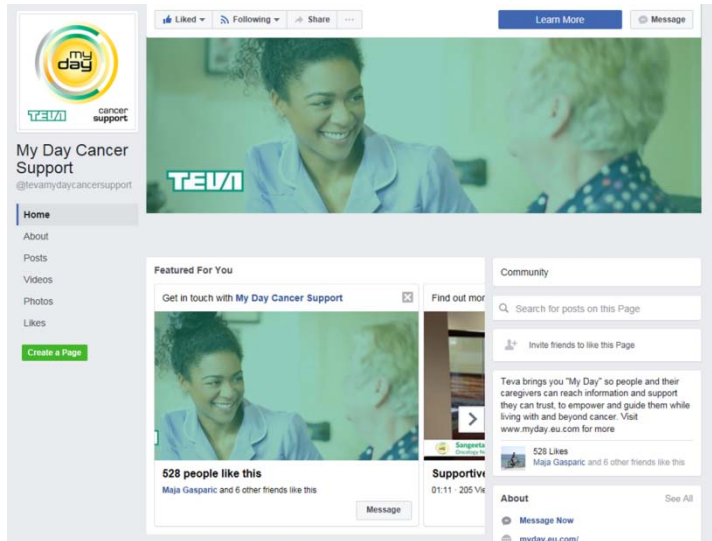 my
day
TEVA
cancer
support
My Day Cancer
Support
@tevamydaycancersupport
Home
About
Posts
Videos
Photos
Likes
Create a Page
Liked
Following
Share
...
Learn More
Message
TEVA
Featured For You
Get in touch with My Day Cancer Support
528 people like this
Maja Gasparic and 6 other friends like this
Message
Find out mor
Sangeeta
Oncology
Supportive
01:11 · 205 Vie
Community
Search for posts on this Page
Invite friends to like this Page
Teva brings you "My Day" so people and their
caregivers can reach information and support
they can trust, to empower and guide them while
living with and beyond cancer. Visit
www.myday.eu.com for more
528 Likes
Maja Gasparic and 6 other friends like this
About
See All
Message Now
myday.eu.com/